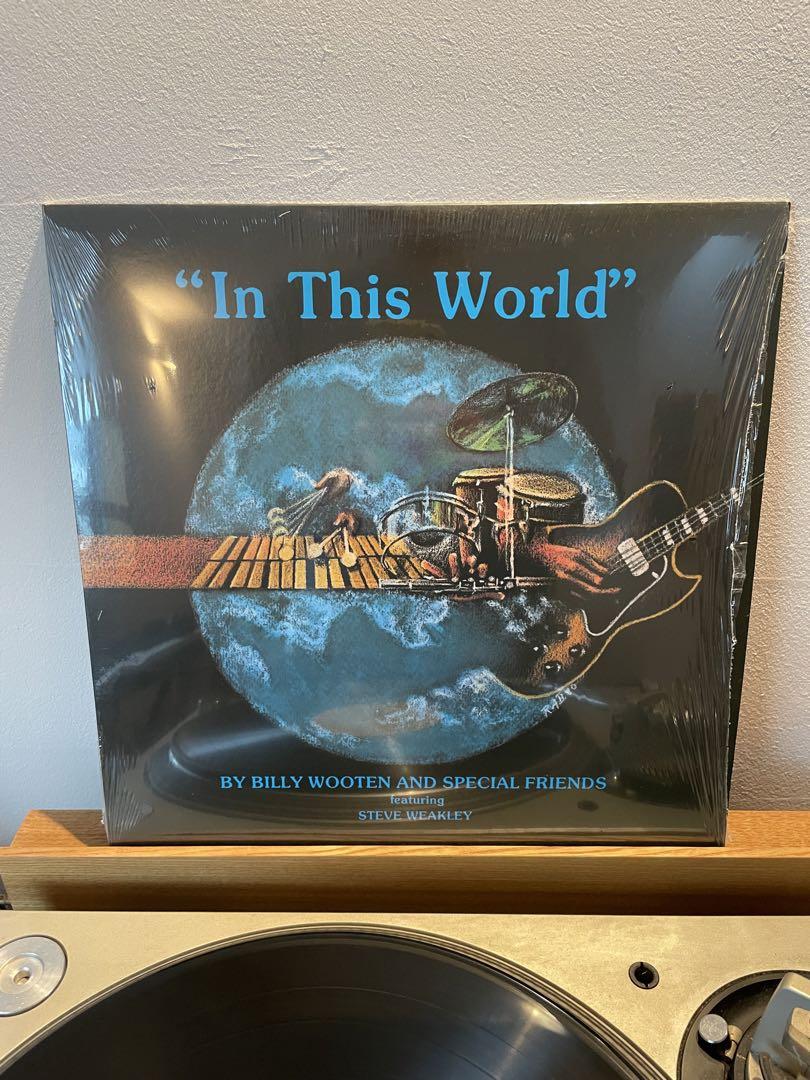 “In This World”
BY BILLY WOOTEN AND SPECIAL FRIENDS
featuring
STEVE WEAKLEY